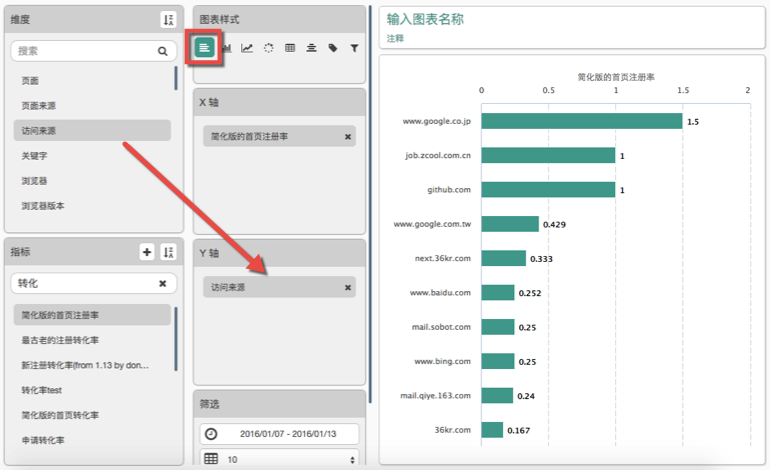 维度
搜索
页面
页面来源
访问来源
关键字
浏览器
浏览器版本
指标
转化
简化版的首页注册率
最古老的注册转化率
新注册转化率(from 1.13 by don...
转化率test
简化版的首页转化率
申请转化率
图表样式
X 轴
简化版的首页注册率
Y 轴
访问来源
筛选
2016/01/07 - 2016/01/13
10
输入图表名称
注释
简化版的首页注册率
0 0.5 1 1.5 2
www.google.co.jp 1.5
job.zcool.com.cn 1
github.com 1
www.google.com.tw 0.429
next.36kr.com 0.333
www.baidu.com 0.252
mail.sobot.com 0.25
www.bing.com 0.25
mail.qiye.163.com 0.24
36kr.com 0.167